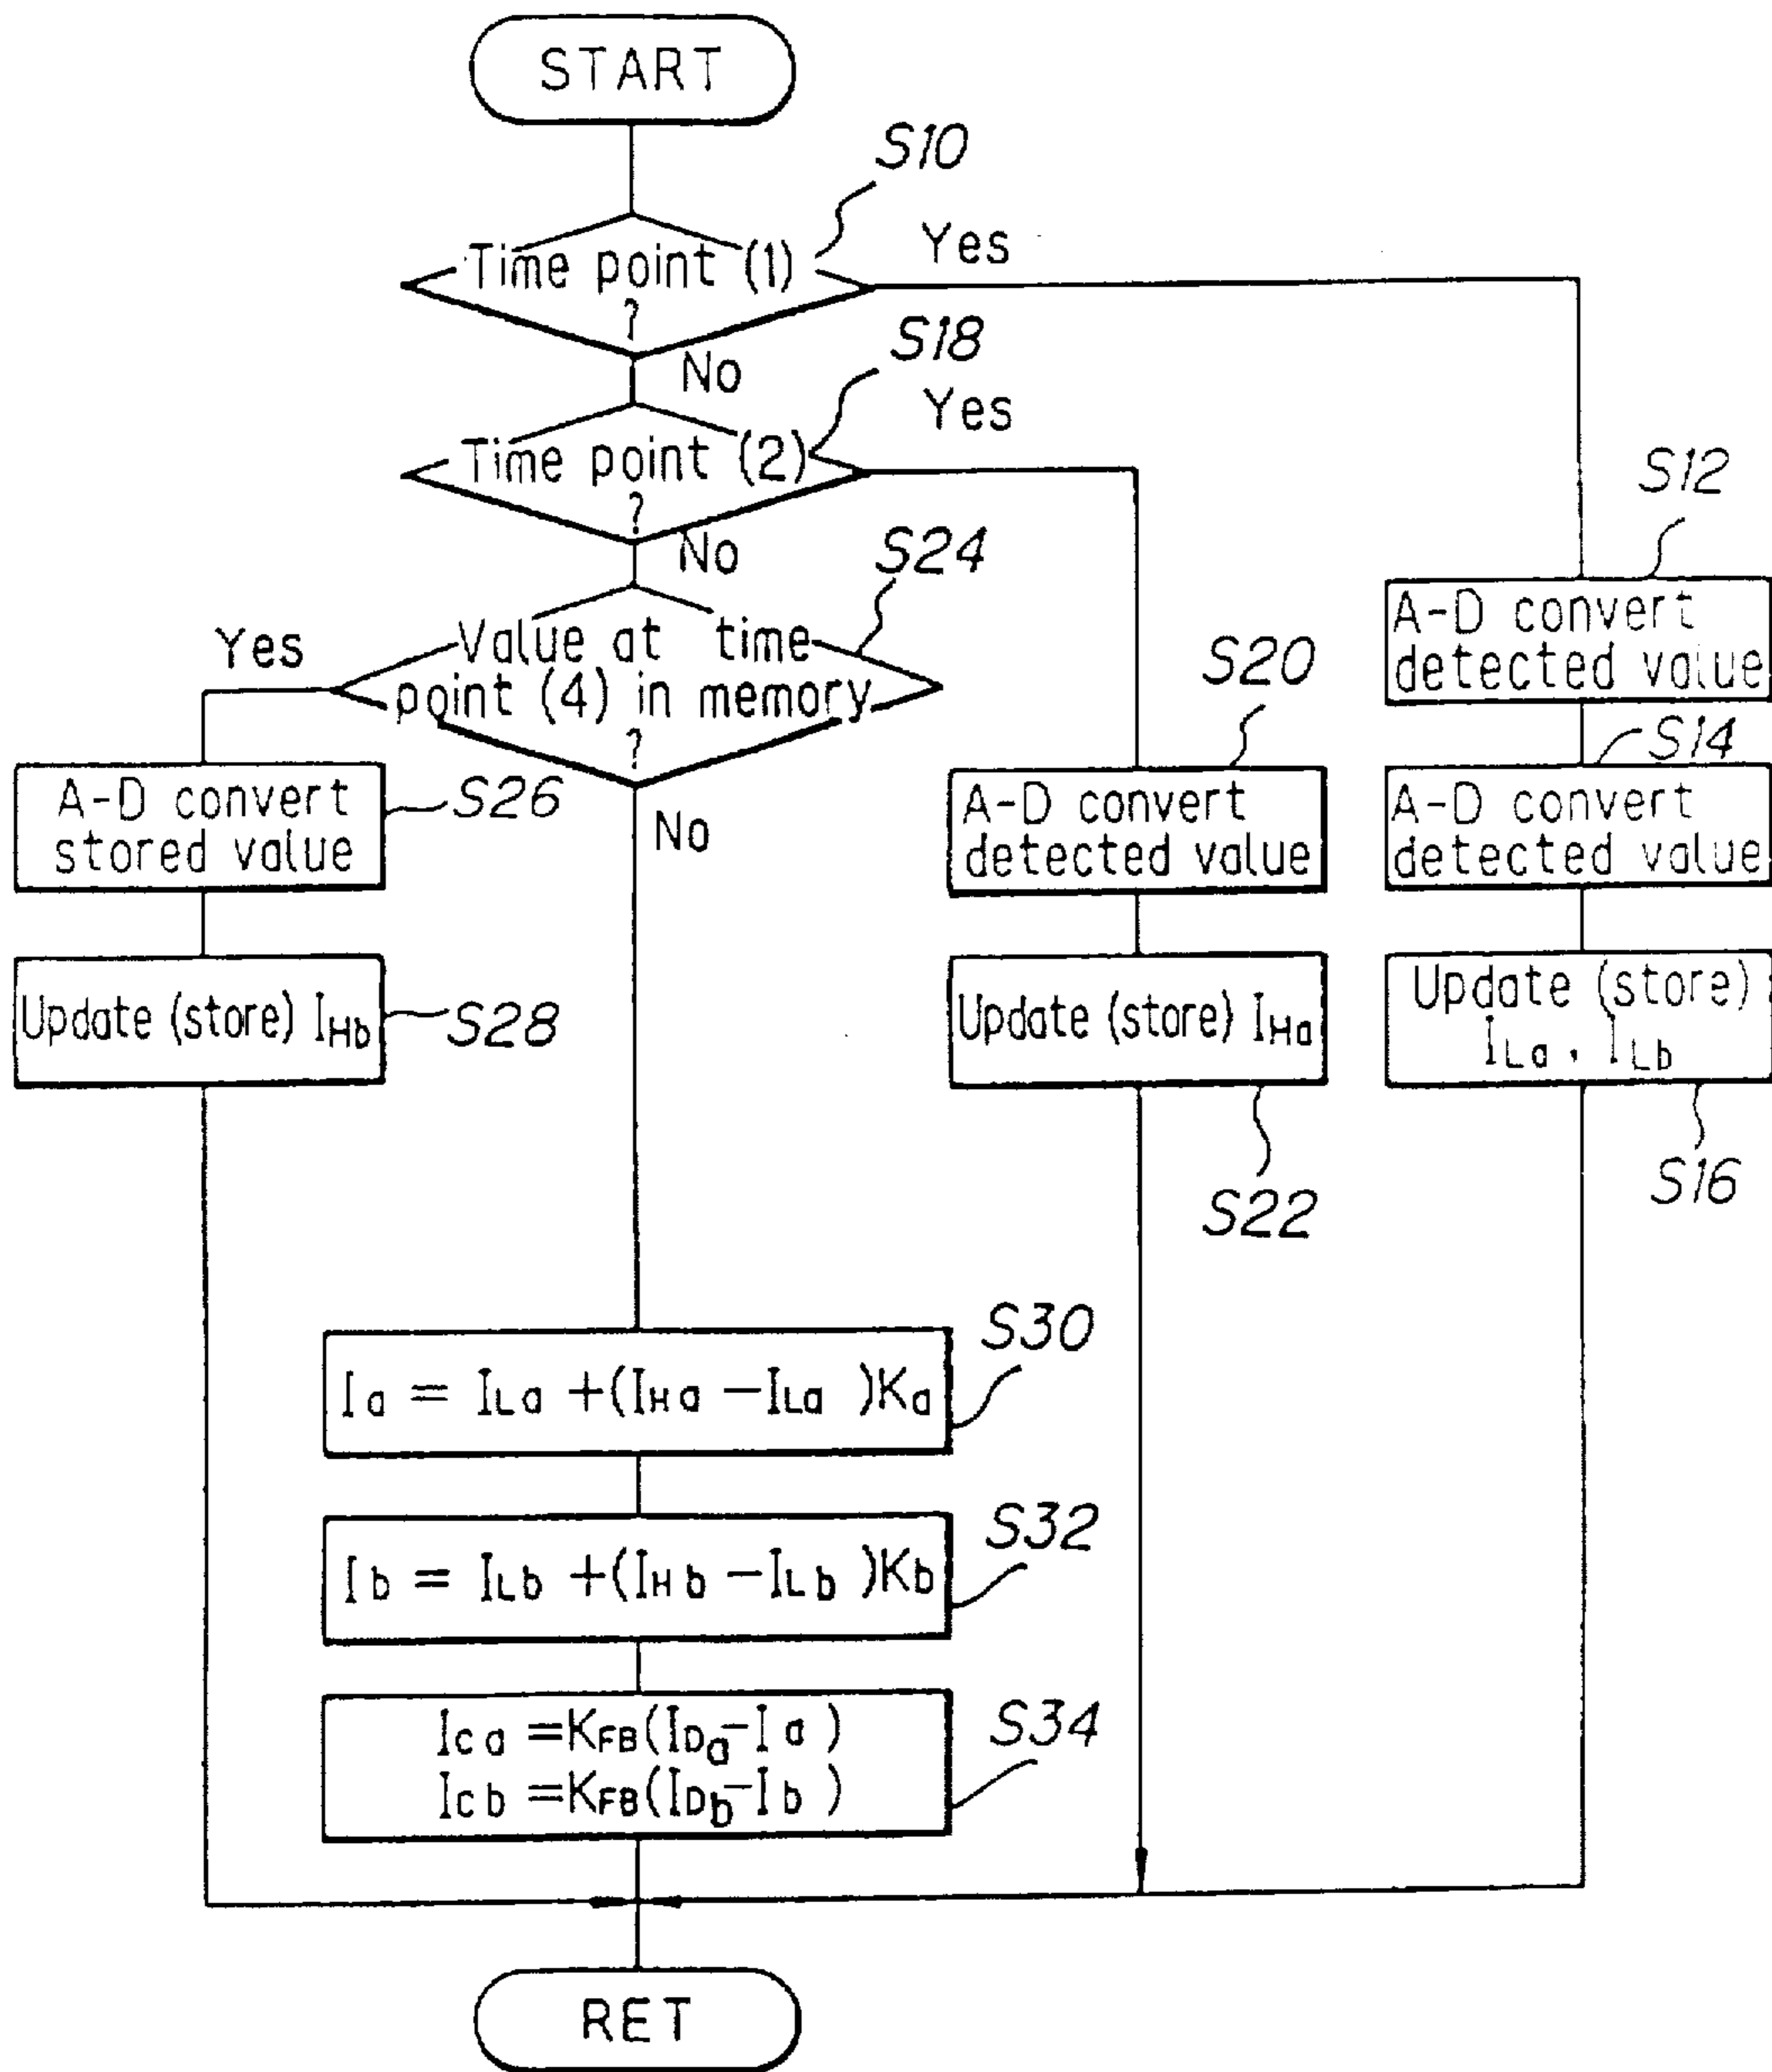 START
S10
Time point (1)
?
Yes
No
S18
Time point (2)
?
Yes
No
S24
Value at time
point (4) in memory
?
Yes
No
S12
A-D convert
detected value
S14
A-D convert
detected value
Update (store)
ILa, ILb
S16
S20
A-D convert
detected value
Update (store) IHa
S22
A-D convert
stored value
S26
Update (store) IHb
S28
S30
Ia = ILa +(IHa -ILa )Ka
S32
Ib = ILb +(IHb -ILb )Kb
S34
Ica =KFB(IDa-Ia )
Icb =KFB(IDb-Ib )
RET